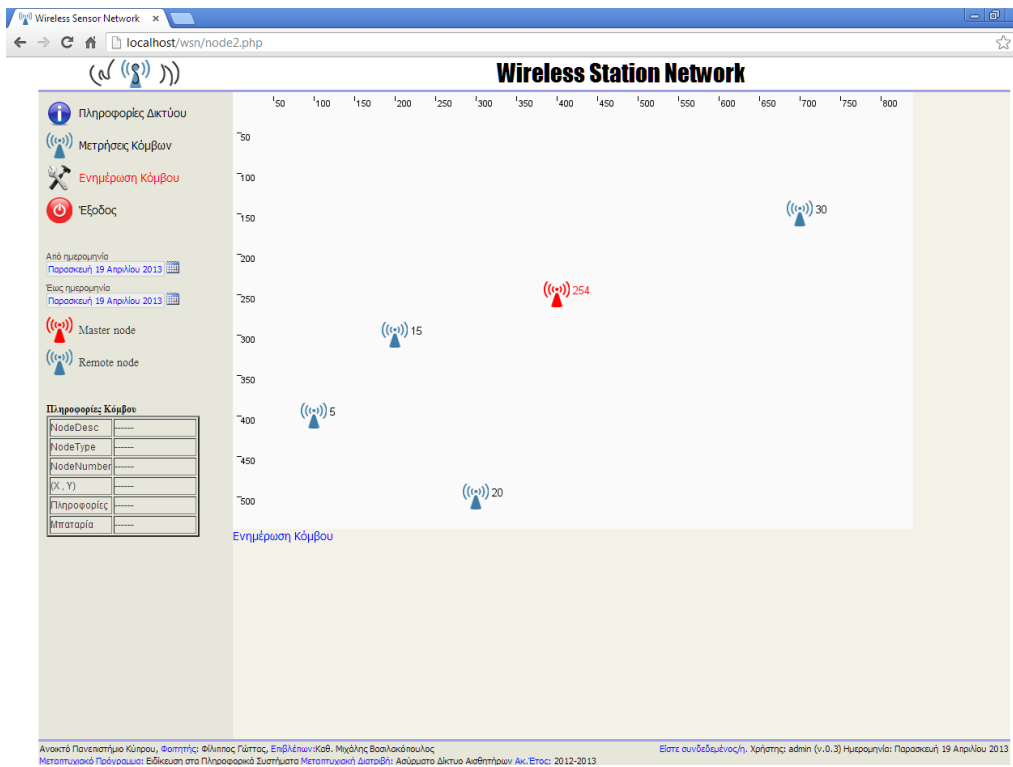 Wireless Sensor Network
localhost/wsn/node2.php
Wireless Station Network
Πληροφορίες Δικτύου
Μετρήσεις Κόμβων
Ενημέρωση Κόμβου
Έξοδος
Από ημερομηνία
Παρασκευή 19 Απριλίου 2013
Έως ημερομηνία
Παρασκευή 19 Απριλίου 2013
Master node
Remote node
Πληροφορίες Κόμβου
NodeDesc ------
NodeType ------
NodeNumber ------
(X , Y) ------
Πληροφορίες ------
Μπαταρία ------
50 100 150 200 250 300 350 400 450 500 550 600 650 700 750 800
50
100
150
200
250
300
350
400
450
500
30
254
15
5
20
Ενημέρωση Κόμβου
Ανοικτό Πανεπιστήμιο Κύπρου, Φοιτητής: Φίλιππος Γώττας, Επιβλέπων:Καθ. Μιχάλης Βασιλακόπουλος
Είστε συνδεδεμένος/η. Χρήστης: admin (v.0.3) Ημερομηνία: Παρασκευή 19 Απριλίου 2013
Μεταπτυχιακό Πρόγραμμα: Ειδίκευση στα Πληροφορικά Συστήματα Μεταπτυχιακή Διατριβή: Ασύρματο Δίκτυο Αισθητήρων Ακ.Έτος: 2012-2013